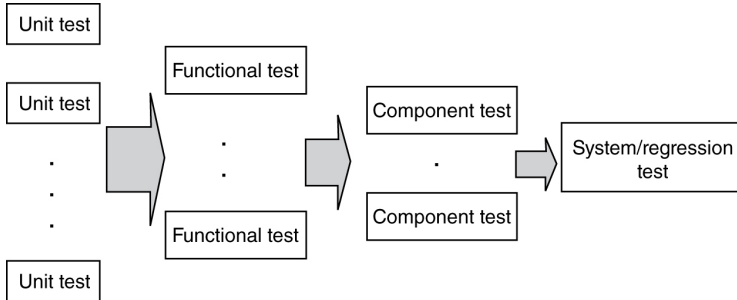 Unit test
Unit test
Unit test
Functional test
Functional test
Component test
Component test
System/regression
test